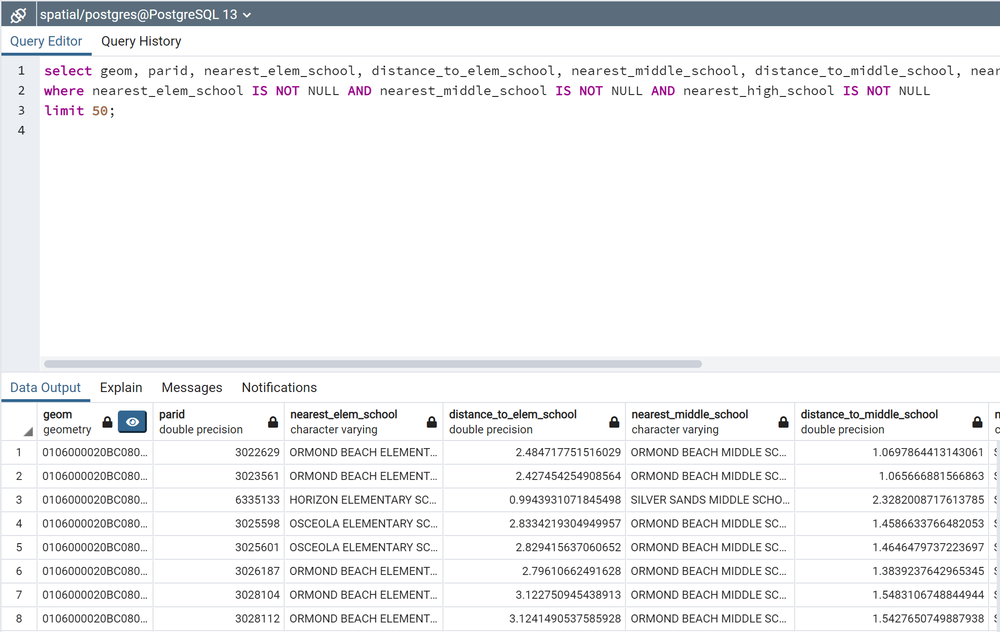 spatial/postgres@PostgreSQL 13
Query Editor Query History
1 select geom, parid, nearest_elem_school, distance_to_elem_school, nearest_middle_school, distance_to_middle_school, near
2 where nearest_elem_school IS NOT NULL AND nearest_middle_school IS NOT NULL AND nearest_high_school IS NOT NULL
3 limit 50;
4
Data Output Explain Messages Notifications
geom parid nearest_elem_school distance_to_elem_school nearest_middle_school distance_to_middle_school n
geometry double precision character varying double precision character varying double precision c
1 0106000020BC080... 3022629 ORMOND BEACH ELEMENT... 2.484717751516029 ORMOND BEACH MIDDLE SC... 1.0697864413143061 S
2 0106000020BC080... 3023561 ORMOND BEACH ELEMENT... 2.427454254908564 ORMOND BEACH MIDDLE SC... 1.065666881566863 S
3 0106000020BC080... 6335133 HORIZON ELEMENTARY SC... 0.9943931071845498 SILVER SANDS MIDDLE SCHO... 2.3282008717613785 S
4 0106000020BC080... 3025598 OSCEOLA ELEMENTARY SC... 2.8334219304949957 ORMOND BEACH MIDDLE SC... 1.4586633766482053 S
5 0106000020BC080... 3025601 OSCEOLA ELEMENTARY SC... 2.829415637060652 ORMOND BEACH MIDDLE SC... 1.4646479737223697 S
6 0106000020BC080... 3026187 ORMOND BEACH ELEMENT... 2.79610662491628 ORMOND BEACH MIDDLE SC... 1.3839237642965345 S
7 0106000020BC080... 3028104 ORMOND BEACH ELEMENT... 3.122750945438913 ORMOND BEACH MIDDLE SC... 1.5483106748844944 S
8 0106000020BC080... 3028112 ORMOND BEACH ELEMENT... 3.1241490537585928 ORMOND BEACH MIDDLE SC... 1.5427650749887938 S